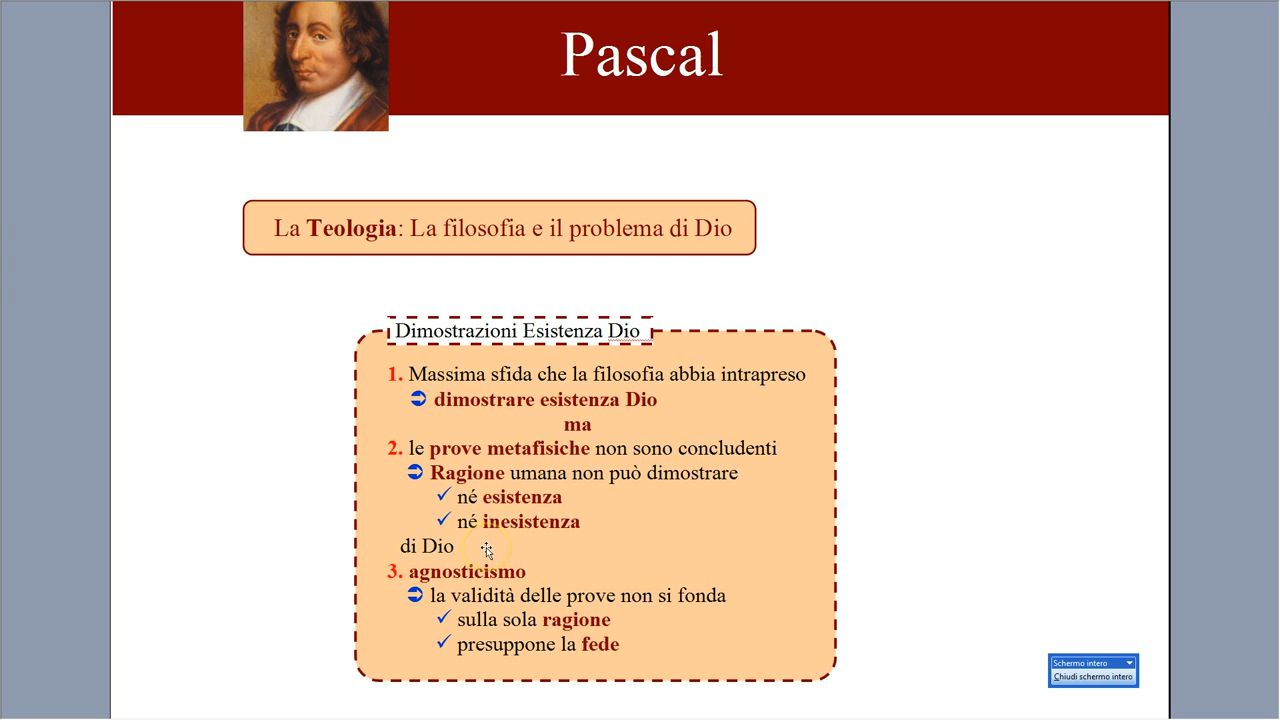 Pascal
La Teologia: La filosofia e il problema di Dio
Dimostrazioni Esistenza Dio
1. Massima sfida che la filosofia abbia intrapreso
dimostrare esistenza Dio
ma
2. le prove metafisiche non sono concludenti
Ragione umana non può dimostrare
né esistenza
né inesistenza
di Dio
3. agnosticismo
la validità delle prove non si fonda
sulla sola ragione
presuppone la fede
Schermo intero
Chiudi schermo intero